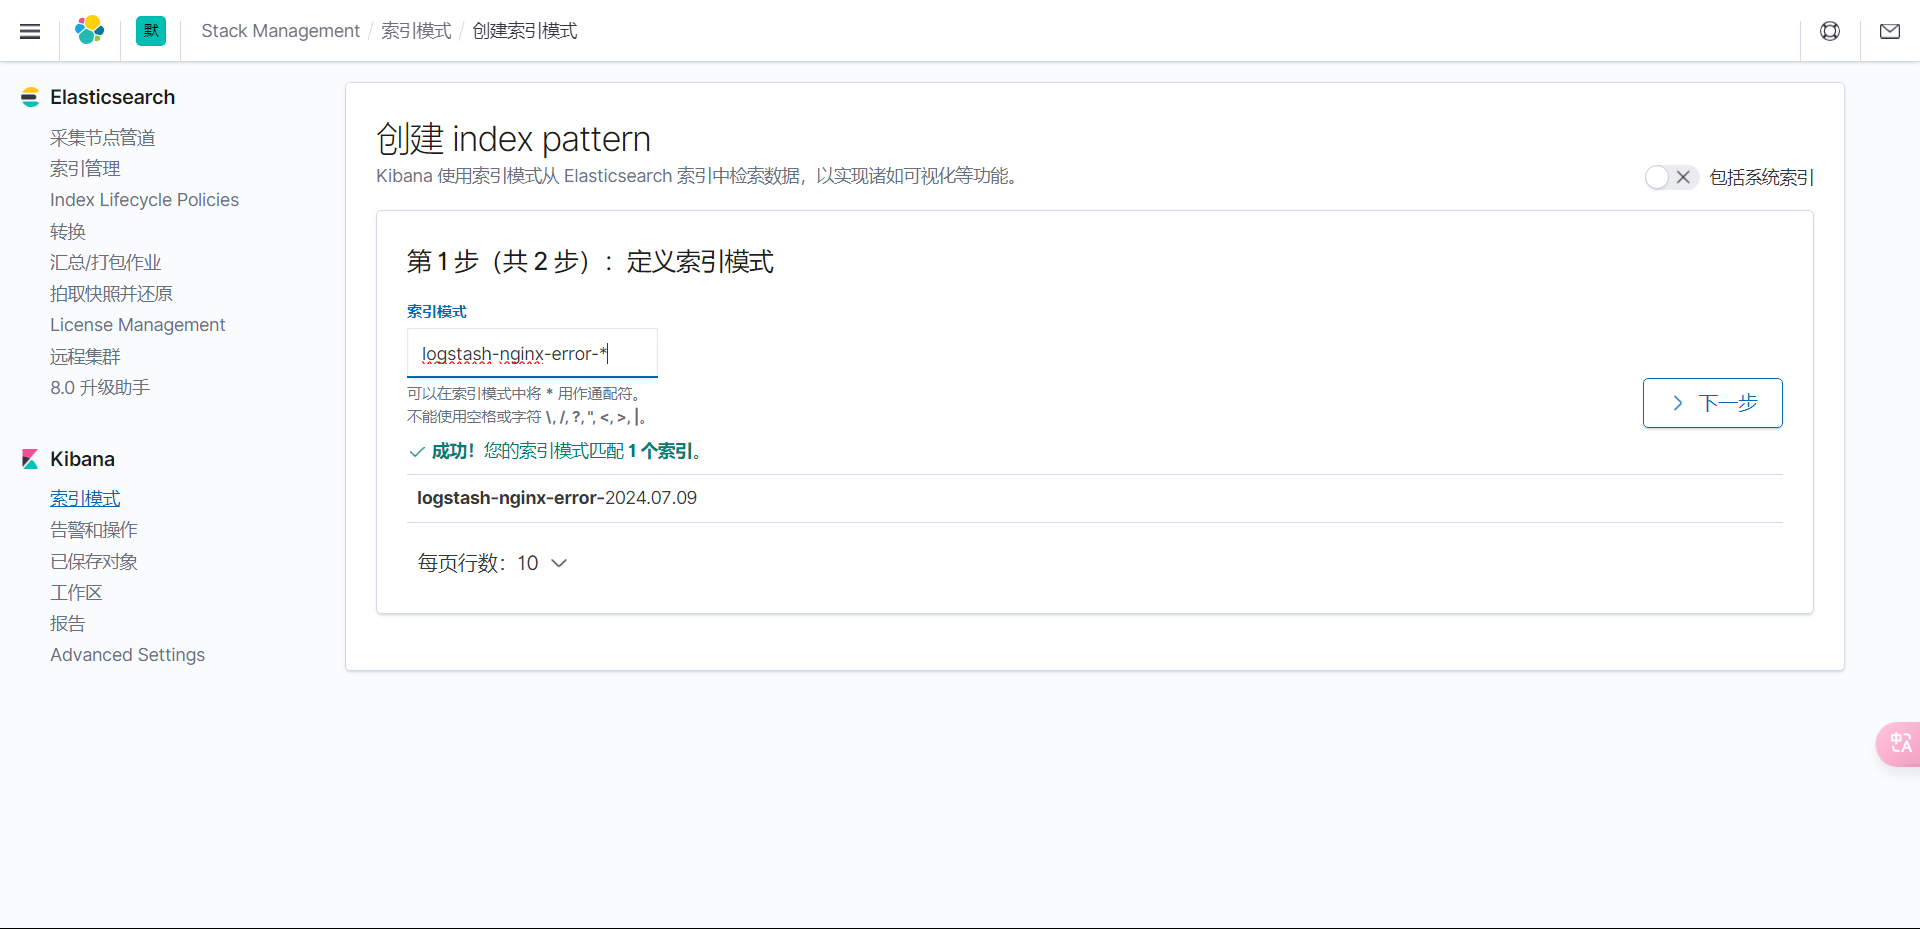 默
Stack Management / 索引模式 / 创建索引模式
Elasticsearch
采集节点管道
索引管理
Index Lifecycle Policies
转换
汇总/打包作业
拍取快照并还原
License Management
远程集群
8.0 升级助手
Kibana
索引模式
告警和操作
已保存对象
工作区
报告
Advanced Settings
创建 index pattern
Kibana 使用索引模式从 Elasticsearch 索引中检索数据，以实现诸如可视化等功能。
包括系统索引
第 1 步（共 2 步）：定义索引模式
索引模式
logstash-nginx-error-*
可以在索引模式中将 * 用作通配符。
不能使用空格或字符 \, /, ?, ", <, >, |。
下一步
成功！您的索引模式匹配 1 个索引。
logstash-nginx-error-2024.07.09
每页行数：10
中A